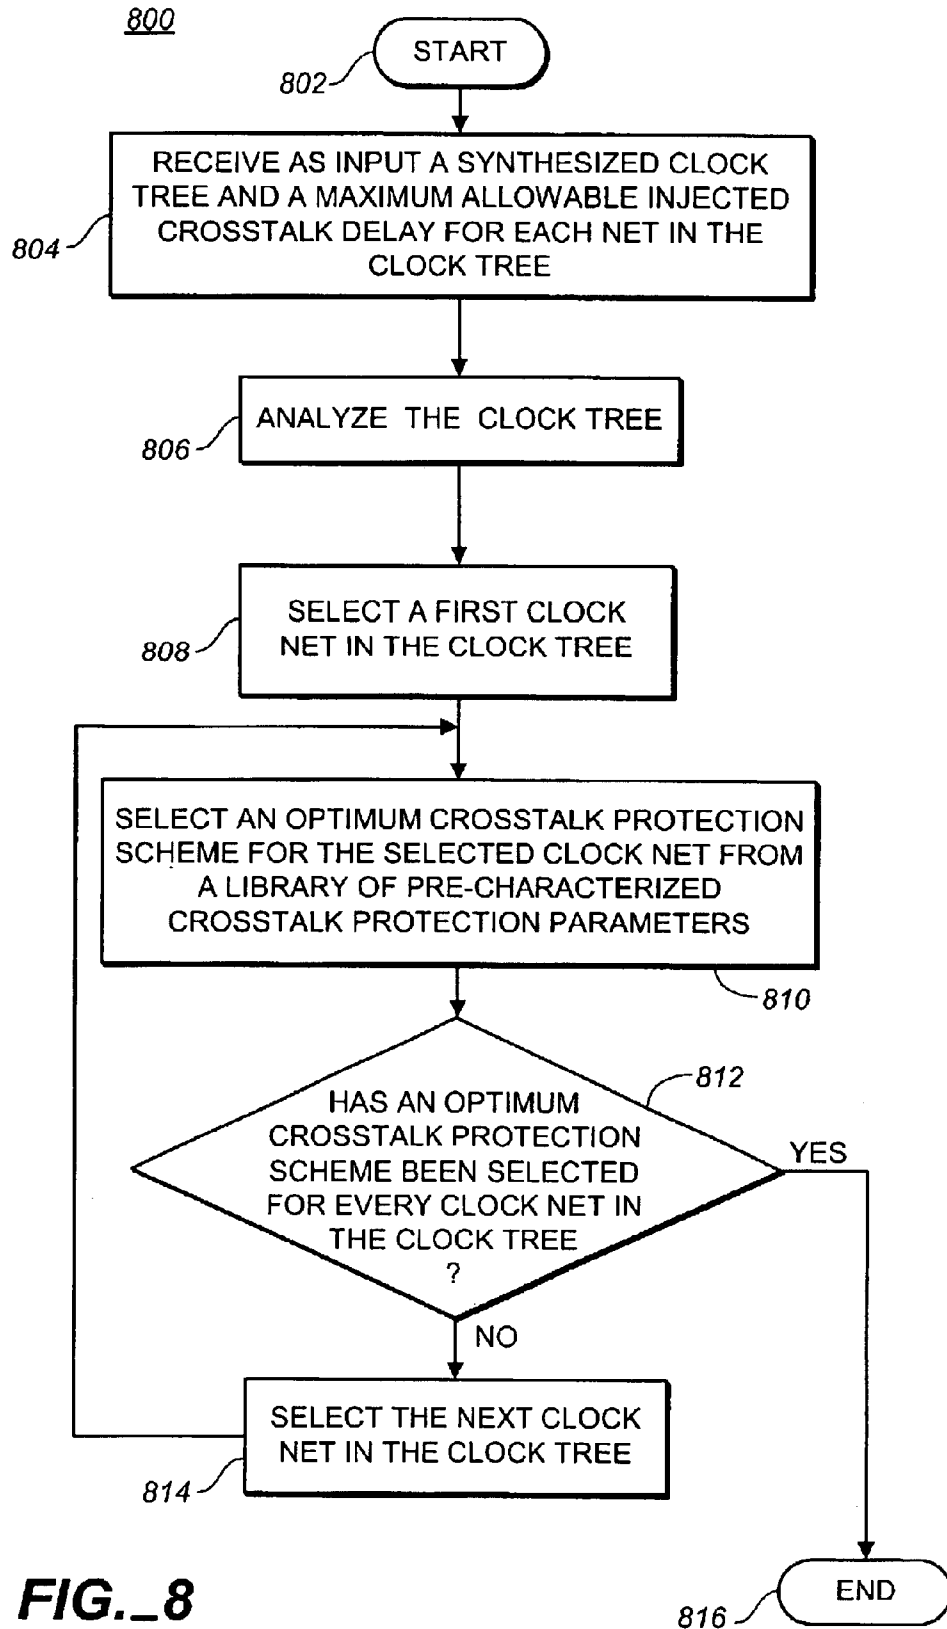 800
START
802
RECEIVE AS INPUT A SYNTHESIZED CLOCK
TREE AND A MAXIMUM ALLOWABLE INJECTED
CROSSTALK DELAY FOR EACH NET IN THE
CLOCK TREE
804
ANALYZE THE CLOCK TREE
806
SELECT A FIRST CLOCK
NET IN THE CLOCK TREE
808
SELECT AN OPTIMUM CROSSTALK PROTECTION
SCHEME FOR THE SELECTED CLOCK NET FROM
A LIBRARY OF PRE-CHARACTERIZED
CROSSTALK PROTECTION PARAMETERS
810
812
HAS AN OPTIMUM
CROSSTALK PROTECTION
SCHEME BEEN SELECTED
FOR EVERY CLOCK NET IN
THE CLOCK TREE
?
YES
NO
SELECT THE NEXT CLOCK
NET IN THE CLOCK TREE
814
END
816
FIG._8